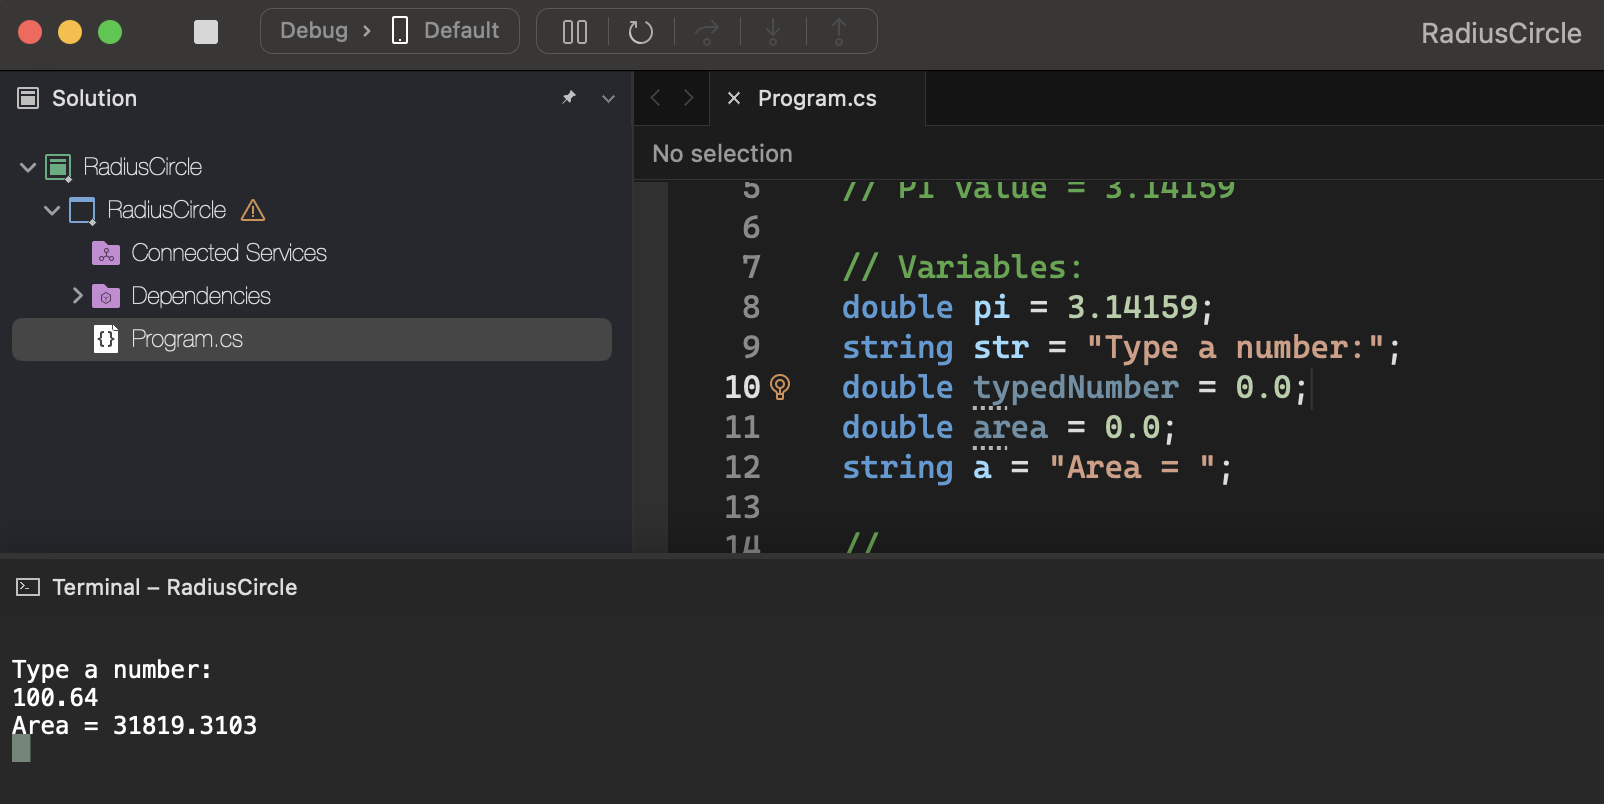 Debug › Default
RadiusCircle
Solution
Program.cs
No selection
RadiusCircle
RadiusCircle
Connected Services
Dependencies
{} Program.cs
5 // PI value = 3.14159
6
7 // Variables:
8 double pi = 3.14159;
9 string str = "Type a number:";
10 double typedNumber = 0.0;
11 double area = 0.0;
12 string a = "Area = ";
13
14 //
Terminal – RadiusCircle
Type a number:
100.64
Area = 31819.3103